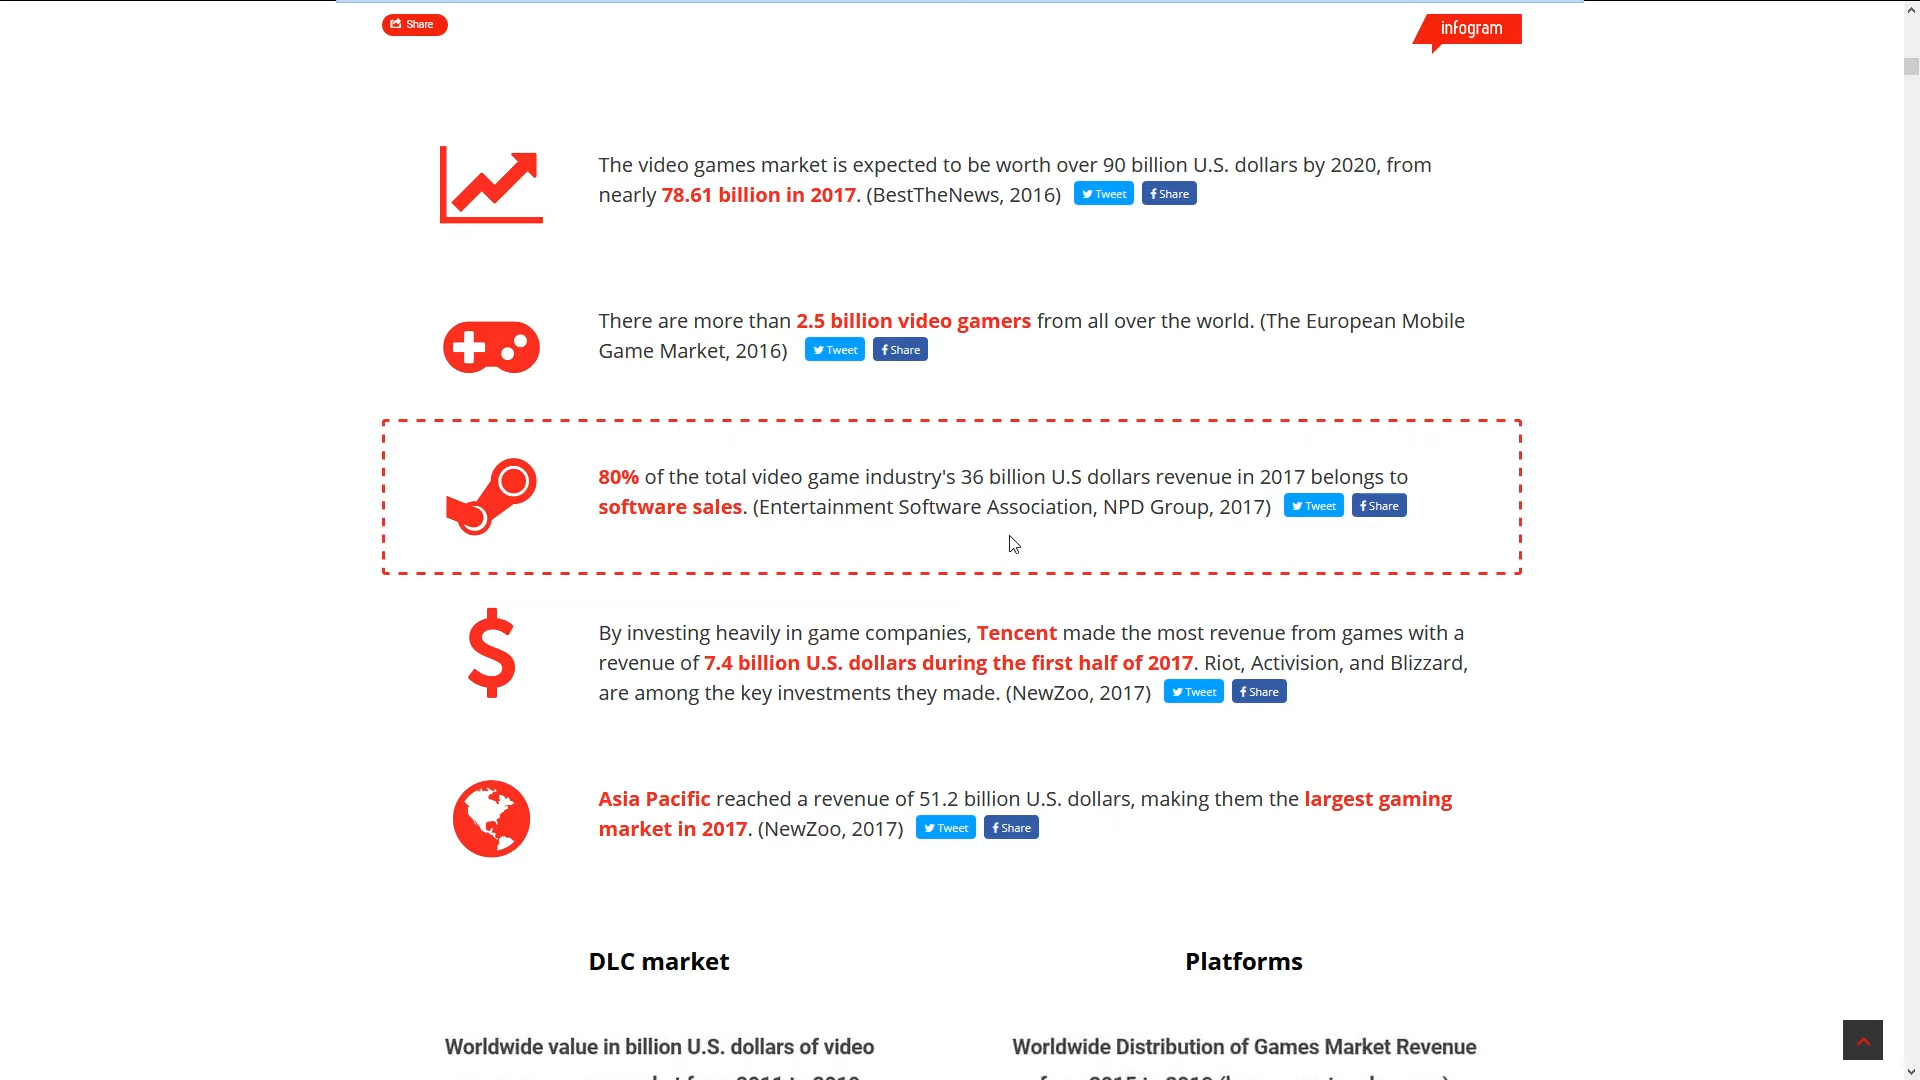 Share
infogram
The video games market is expected to be worth over 90 billion U.S. dollars by 2020, from
nearly 78.61 billion in 2017. (BestTheNews, 2016) Tweet Share
There are more than 2.5 billion video gamers from all over the world. (The European Mobile
Game Market, 2016) Tweet Share
80% of the total video game industry's 36 billion U.S dollars revenue in 2017 belongs to
software sales. (Entertainment Software Association, NPD Group, 2017) Tweet Share
By investing heavily in game companies, Tencent made the most revenue from games with a
revenue of 7.4 billion U.S. dollars during the first half of 2017. Riot, Activision, and Blizzard,
are among the key investments they made. (NewZoo, 2017) Tweet Share
Asia Pacific reached a revenue of 51.2 billion U.S. dollars, making them the largest gaming
market in 2017. (NewZoo, 2017) Tweet Share
DLC market
Worldwide value in billion U.S. dollars of video
Platforms
Worldwide Distribution of Games Market Revenue